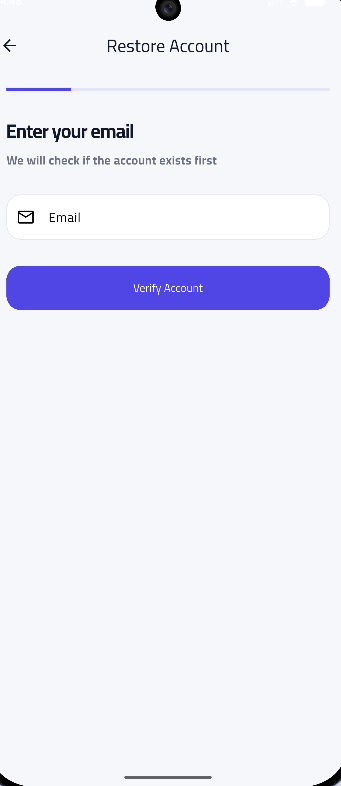 Restore Account
Enter your email
We will check if the account exists first
Email
Verify Account